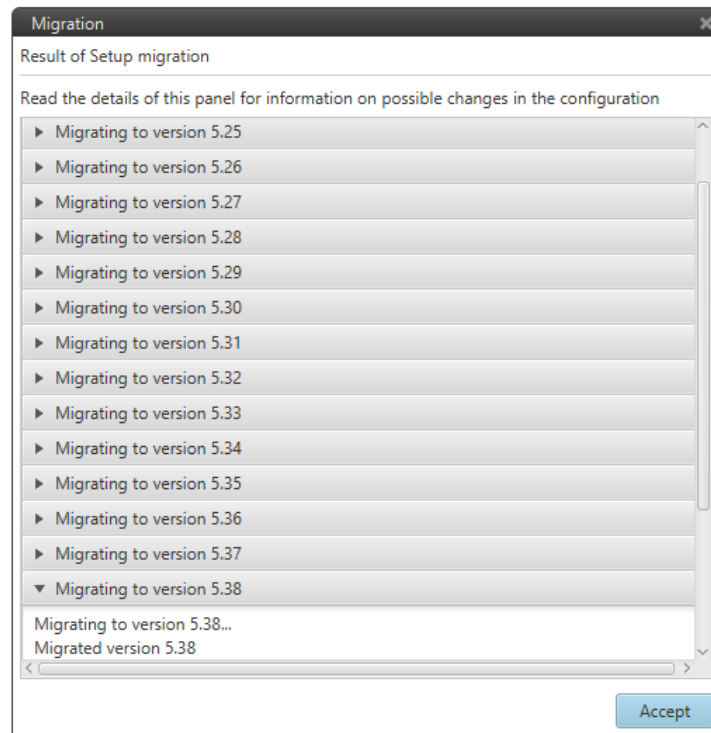 Migration
Result of Setup migration
Read the details of this panel for information on possible changes in the configuration
Migrating to version 5.25
Migrating to version 5.26
Migrating to version 5.27
Migrating to version 5.28
Migrating to version 5.29
Migrating to version 5.30
Migrating to version 5.31
Migrating to version 5.32
Migrating to version 5.33
Migrating to version 5.34
Migrating to version 5.35
Migrating to version 5.36
Migrating to version 5.37
Migrating to version 5.38
Migrating to version 5.38...
Migrated version 5.38
Accept